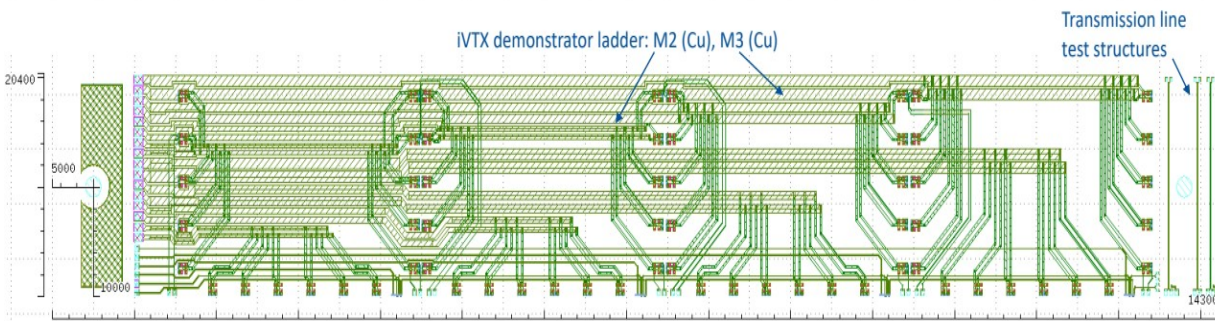 Transmission line
test structures
iVTX demonstrator ladder: M2 (Cu), M3 (Cu)
20400
5000
10000
14300